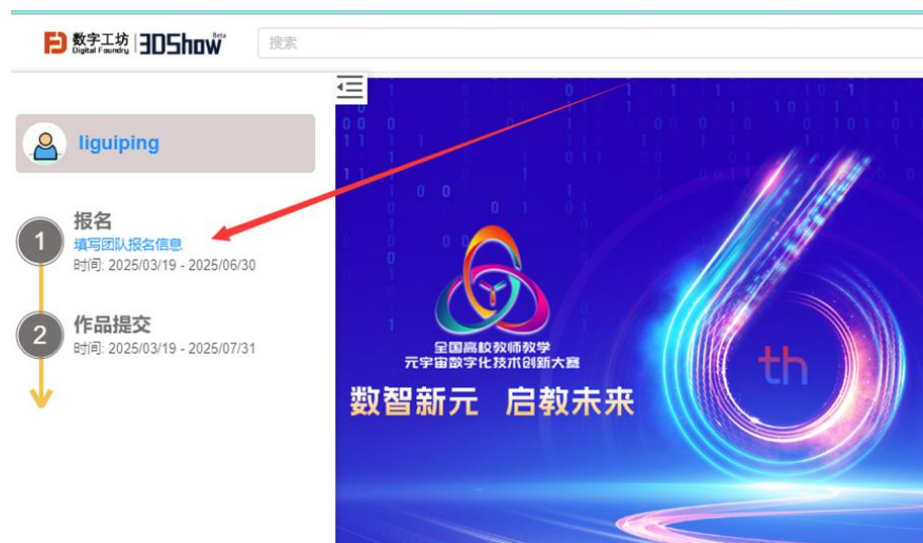 数字工坊
Digital Foundry
3DShow
Beta
搜索
liguiping
1
报名
填写团队报名信息
时间: 2025/03/19 - 2025/06/30
2
作品提交
时间: 2025/03/19 - 2025/07/31
全国高校教师教学
元宇宙数字化技术创新大赛
数智新元 启教未来
6
th